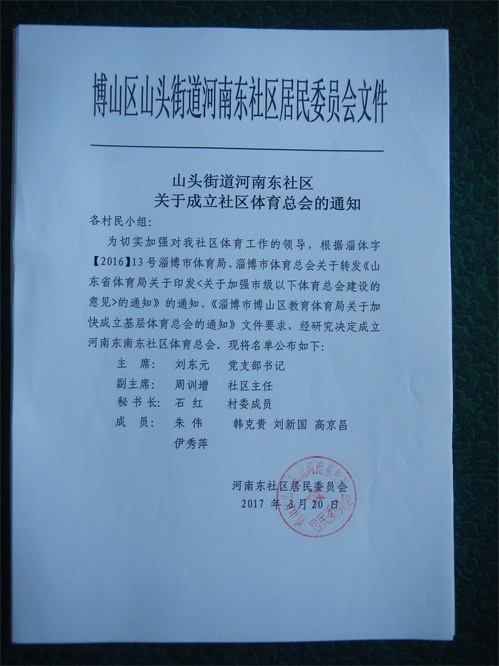 博山区山头街道河南东社区居民委员会文件
山头街道河南东社区
关于成立社区体育总会的通知
各村民小组：
为切实加强对我社区体育工作的领导，根据淄体字
【2016】13号淄博市体育局、淄博市体育总会关于转发《山
东省体育局关于印发<关于加强市级以下体育总会建设的
意见>的通知》的通知、《淄博市博山区教育体育局关于加
快成立基层体育总会的通知》文件要求，经研究决定成立
河南东南东社区体育总会。现将名单公布如下：
主 席： 刘东元 党支部书记
副主席： 周训增 社区主任
秘书长： 石 红 村委成员
成 员： 朱 伟 韩克贵 刘新国 高京昌
伊秀萍
河南东社区居民委员会
2017 年 3月 20 日
居民委员会